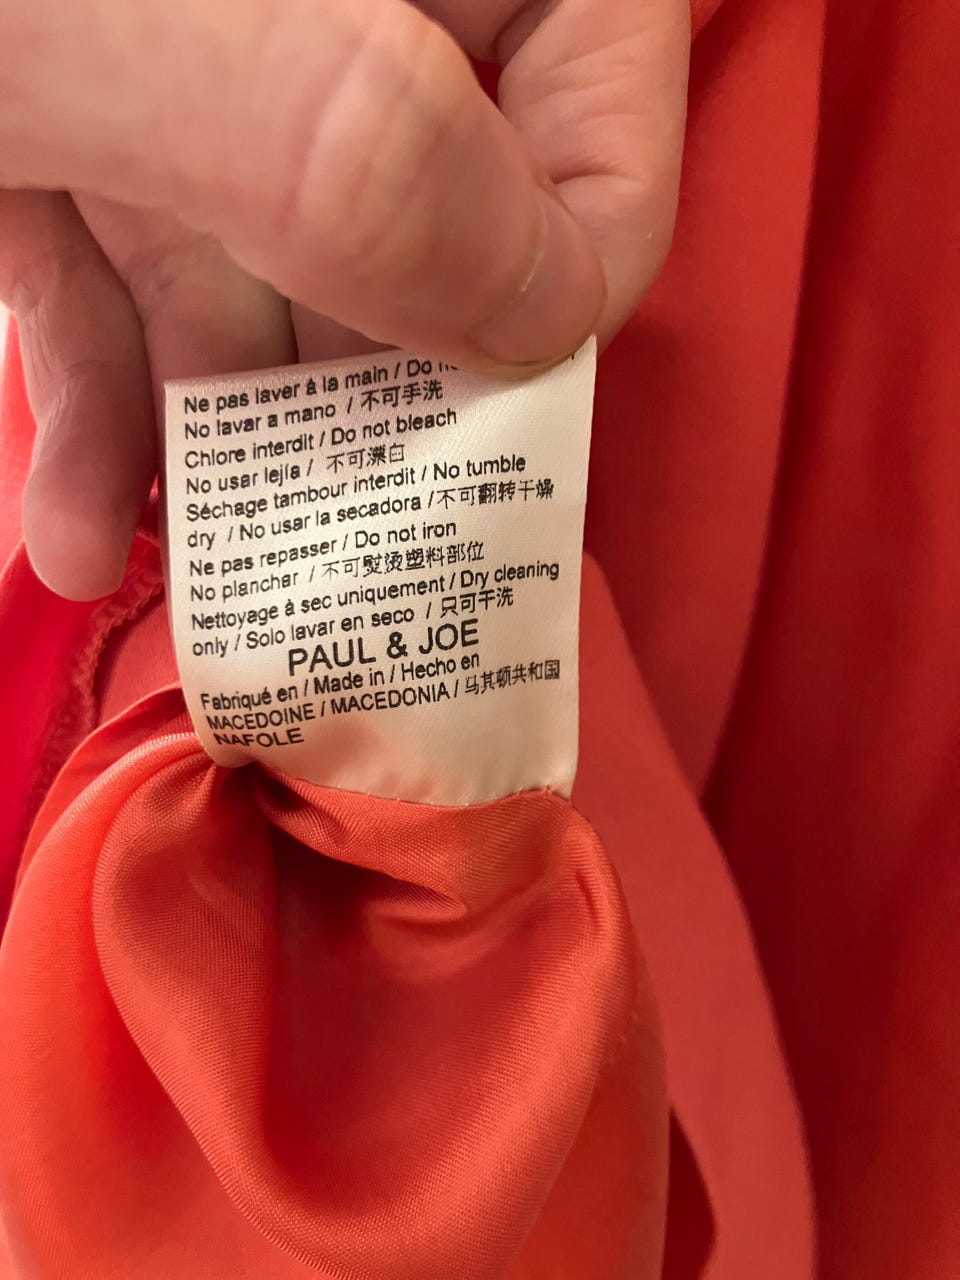 Ne pas laver à la main / Do
No lavar a mano / 不可手洗
Chlore interdit / Do not bleach
No usar lejía / 不可漂白
Séchage tambour interdit / No tumble
dry / No usar la secadora / 不可翻转干燥
Ne pas repasser / Do not iron
No planchar / 不可熨烫塑料部位
Nettoyage à sec uniquement / Dry cleaning
only / Solo lavar en seco / 只可干洗
PAUL & JOE
Fabriqué en / Made in / Hecho en
MACEDOINE / MACEDONIA / 马其顿共和国
NAFOLE